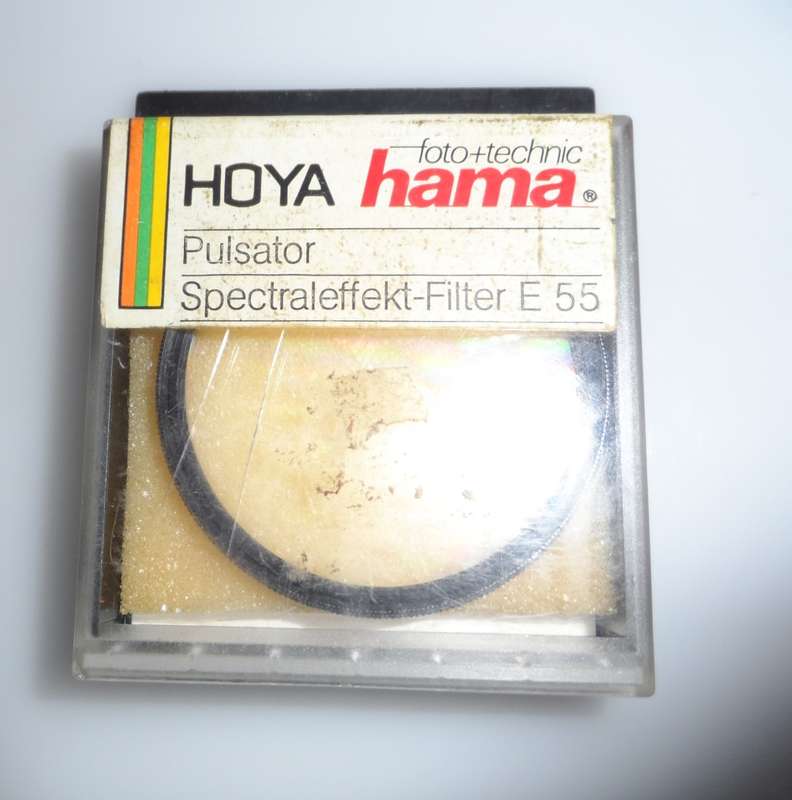 foto+technic
HOYA hama®
Pulsator
Spectraleffekt-Filter E 55